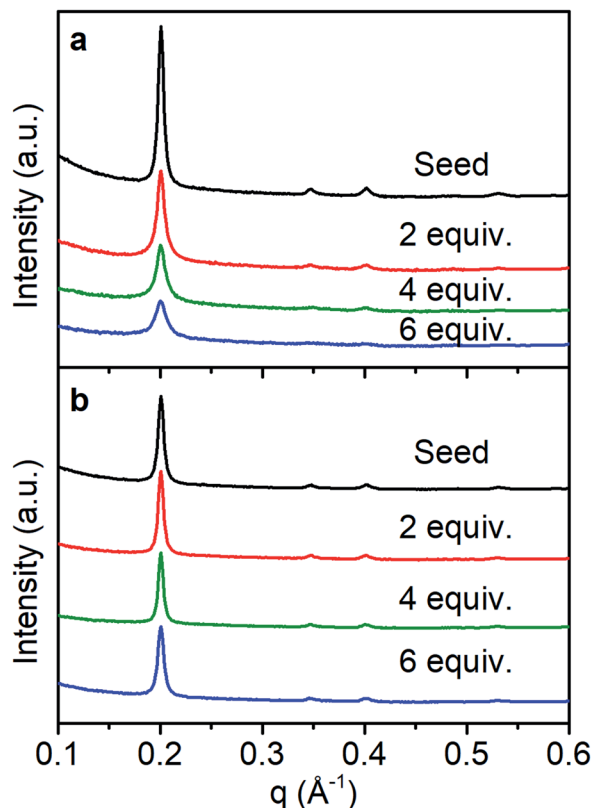 a
Seed
2 equiv.
4 equiv.
6 equiv.
Intensity (a.u.)
b
Seed
2 equiv.
4 equiv.
6 equiv.
Intensity (a.u.)
0.1 0.2 0.3 0.4 0.5 0.6
q (Å⁻¹)